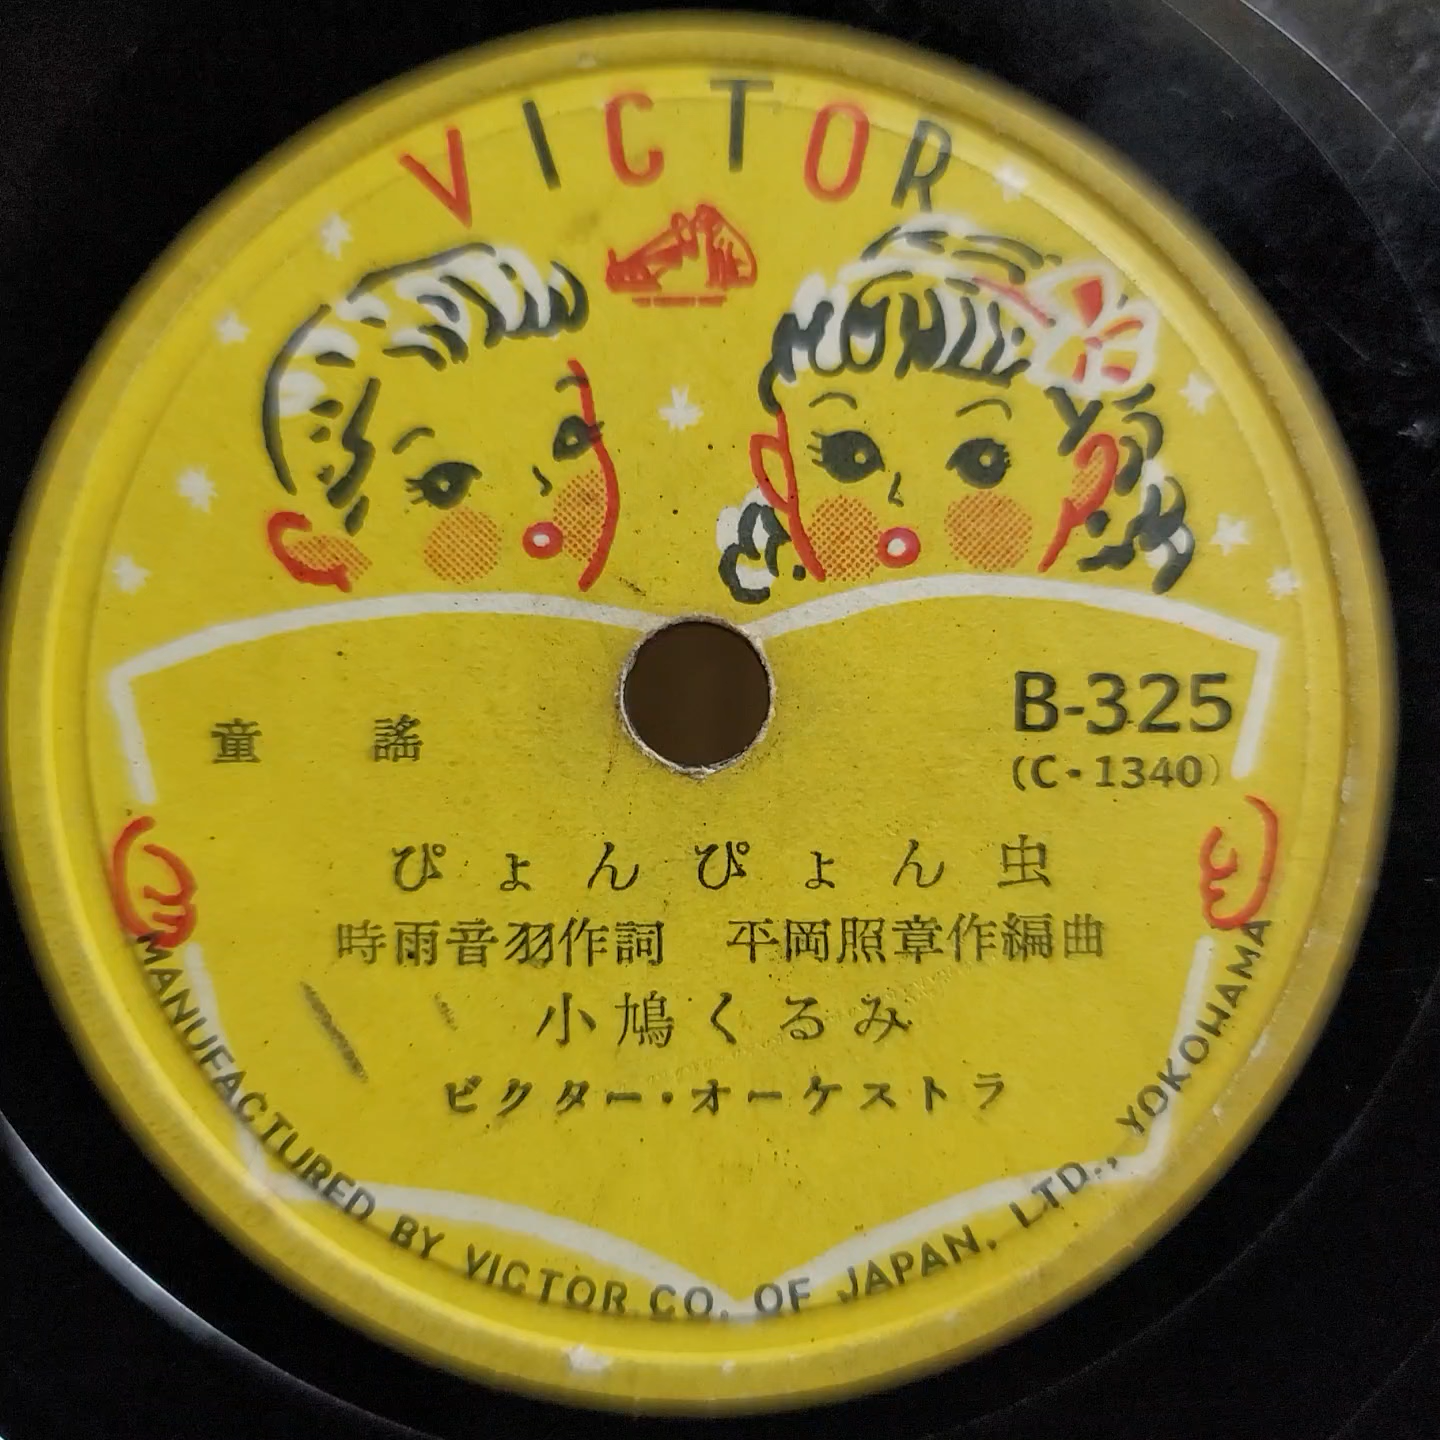 VICTOR
童謡
B-325
(C・1340)
ぴょんぴょん虫
時雨音羽作詞 平岡照章作編曲
小鳩くるみ
ビクター・オーケストラ
MANUFACTURED BY VICTOR CO. OF JAPAN, LTD., YOKOHAMA